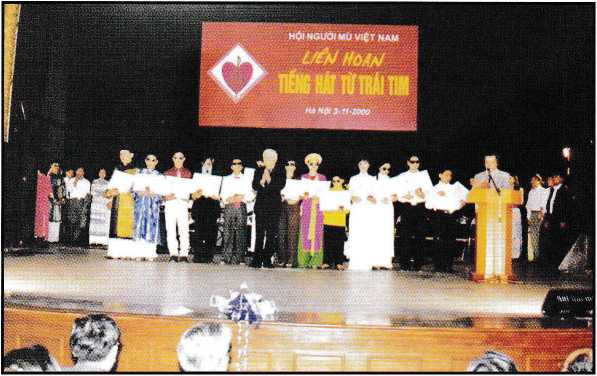 HỘI NGƯỜI MÙ VIỆT NAM
LIÊN HOAN
TIẾNG HÁT TỪ TRÁI TIM
Hà Nội 3-11-2000